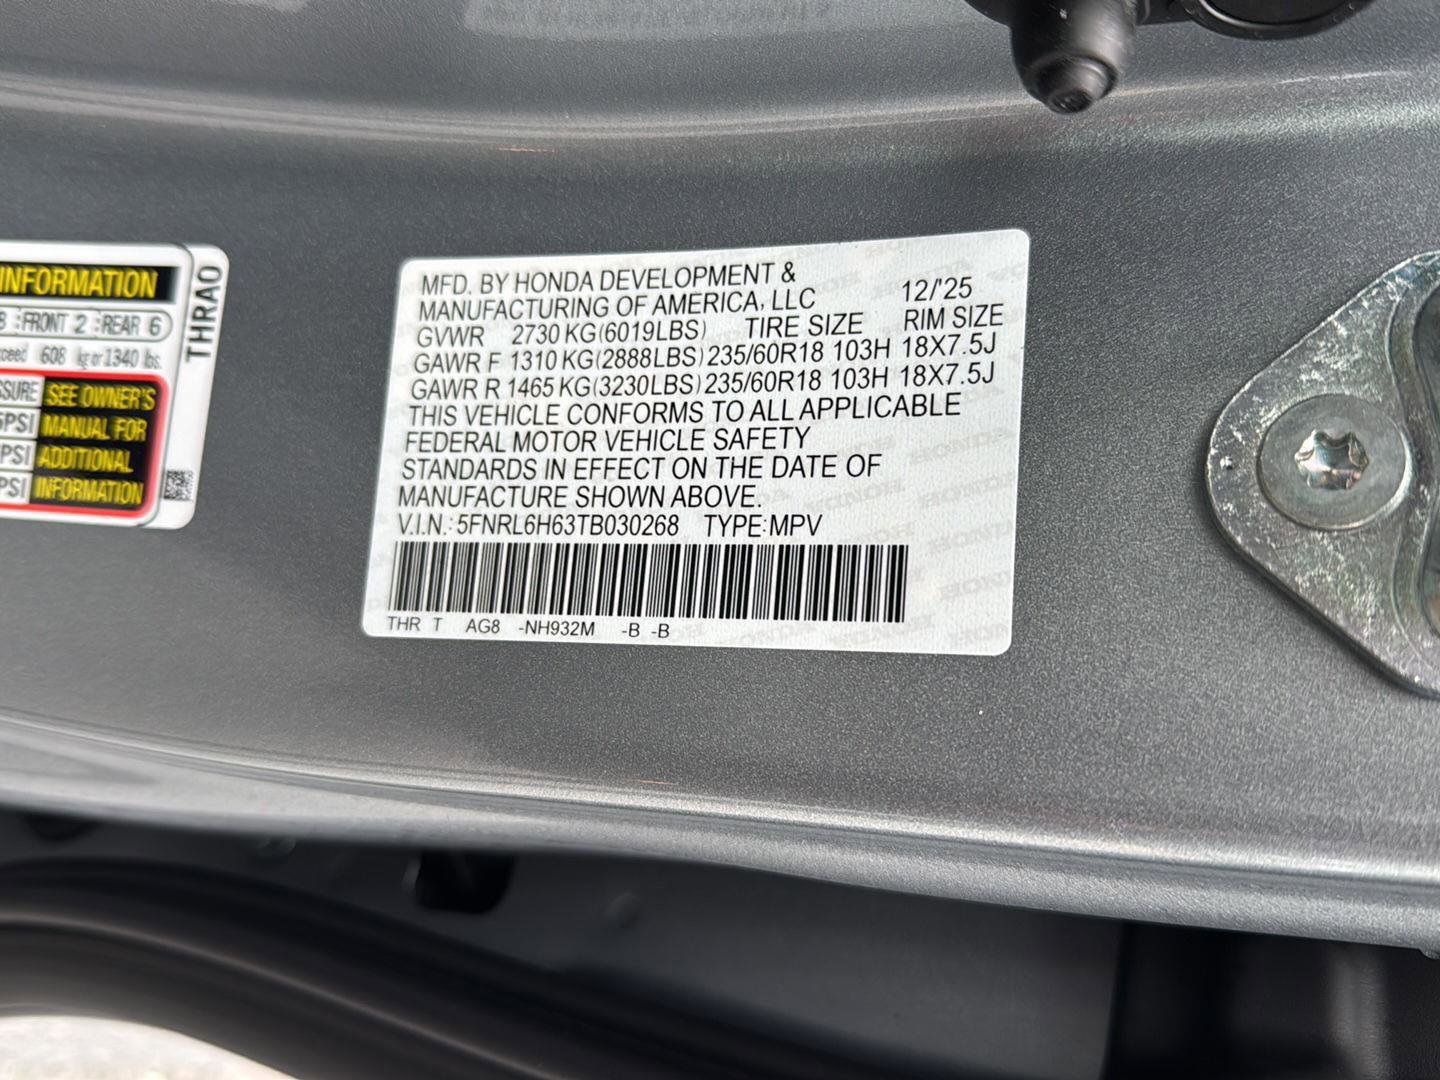 INFORMATION
FRONT 2 REAR 6
608 kg or 1340 lbs.
SEE OWNER'S
MANUAL FOR
PSI ADDITIONAL
PSI INFORMATION
THRA0
MFD. BY HONDA DEVELOPMENT &
MANUFACTURING OF AMERICA, LLC 12/'25
GVWR 2730 KG(6019LBS) TIRE SIZE RIM SIZE
GAWR F 1310 KG(2888LBS) 235/60R18 103H 18X7.5J
GAWR R 1465 KG(3230LBS) 235/60R18 103H 18X7.5J
THIS VEHICLE CONFORMS TO ALL APPLICABLE
FEDERAL MOTOR VEHICLE SAFETY
STANDARDS IN EFFECT ON THE DATE OF
MANUFACTURE SHOWN ABOVE.
V.I.N.: 5FNRL6H63TB030268 TYPE:MPV
THR T AG8 -NH932M -B -B